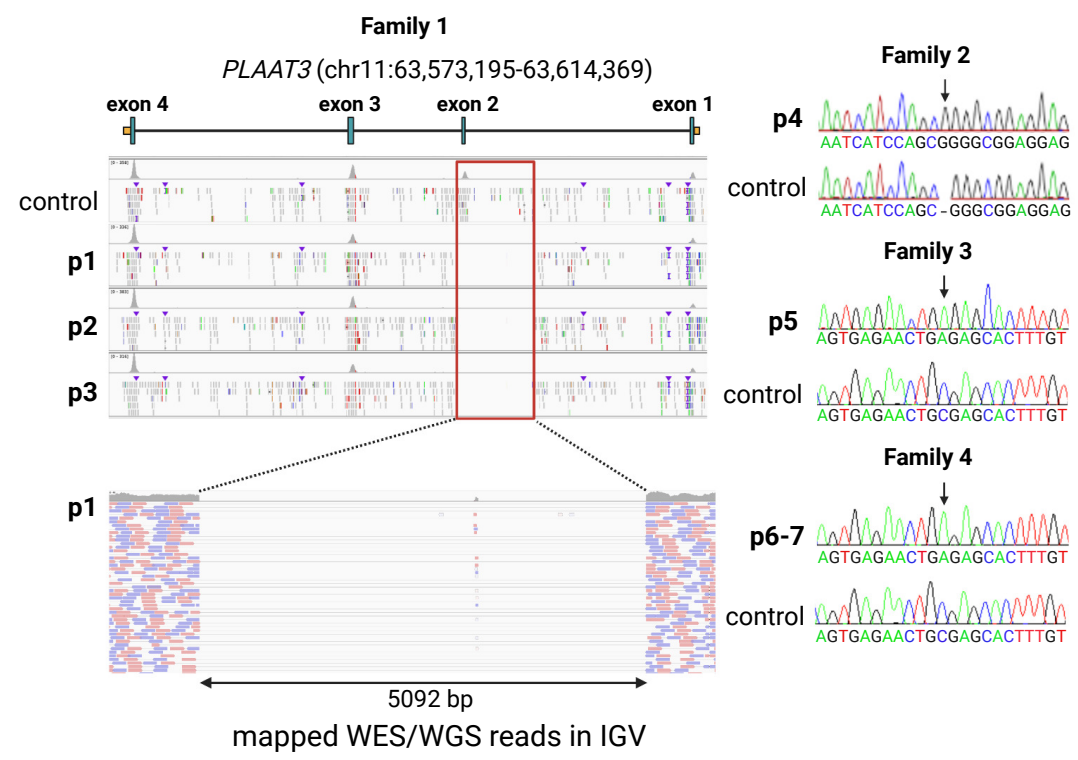 Family 1
PLAAT3 (chr11:63,573,195-63,614,369)
exon 4 exon 3 exon 2 exon 1
control
p1
p2
p3
p1
5092 bp
mapped WES/WGS reads in IGV
Family 2
p4
AATCATCCAGCGGGGCGGAGGAG
control
AATCATCCAGC-GGGCGGAGGAG
Family 3
p5
AGTGAGAACTGAGAGCACTTTGT
control
AGTGAGAACTGCGAGCACTTTGT
Family 4
p6-7
AGTGAGAACTGAGAGCACTTTGT
control
AGTGAGAACTGCGAGCACTTTGT